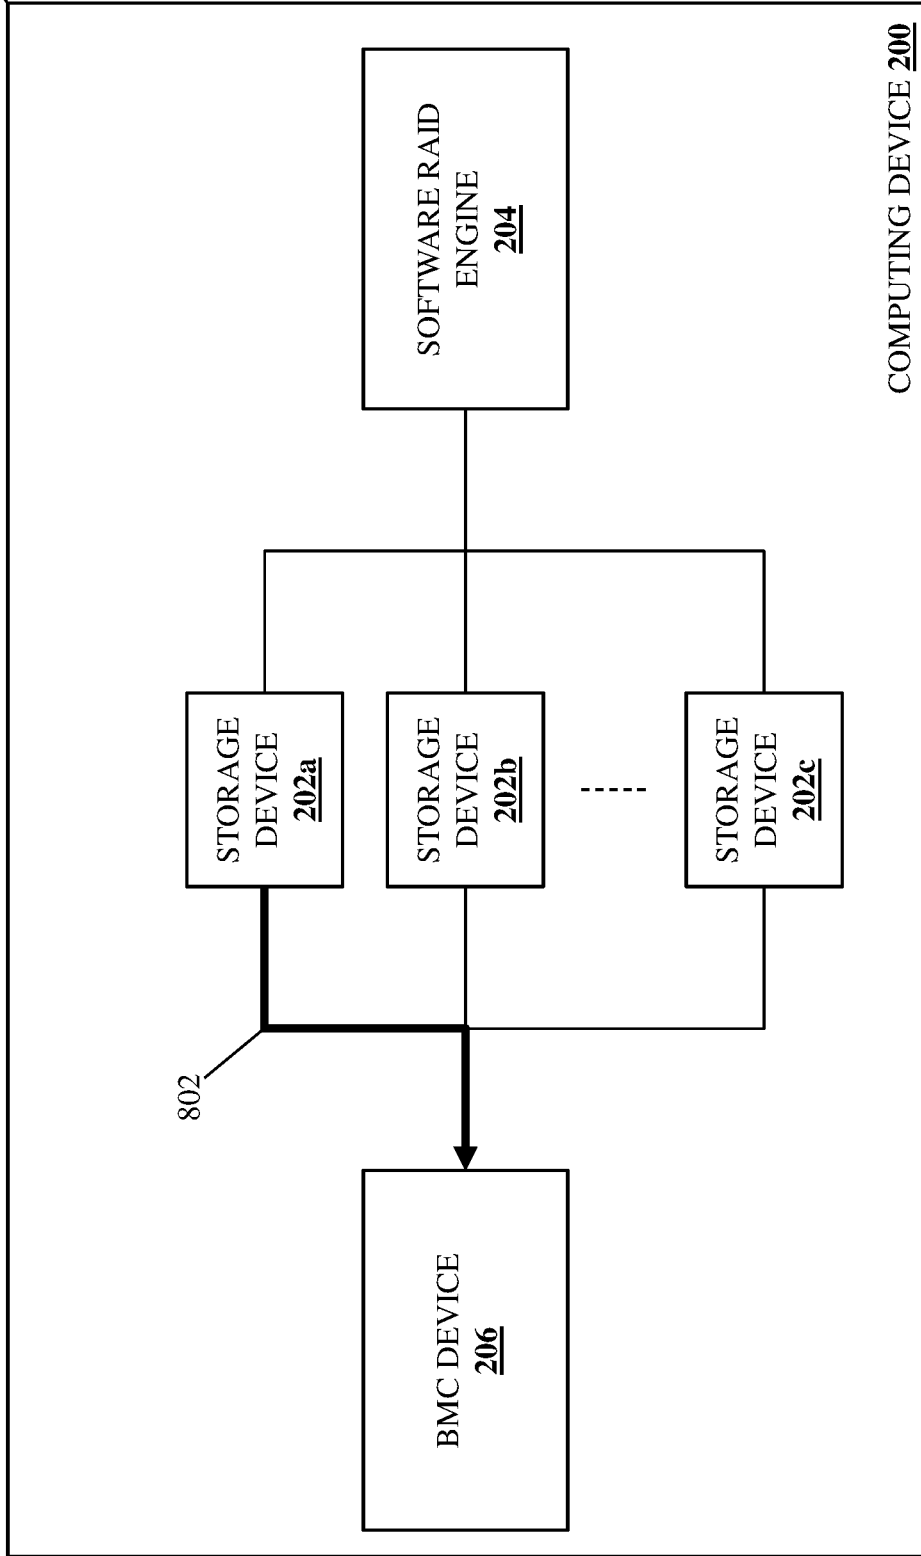 COMPUTING DEVICE 200
SOFTWARE RAID
ENGINE
204
STORAGE
DEVICE
202a
STORAGE
DEVICE
202b
STORAGE
DEVICE
202c
802
BMC DEVICE
206